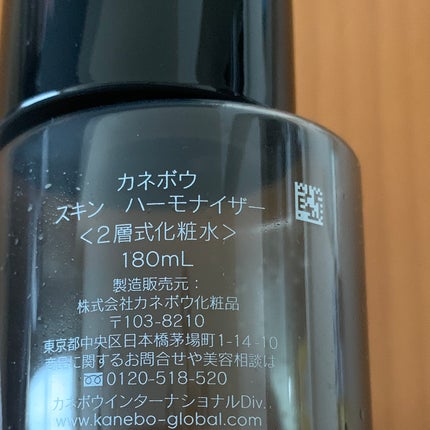 カネボウ
スキン ハーモナイザー
＜2層式化粧水＞
180mL
製造販売元：
株式会社カネボウ化粧品
〒103-8210
東京都中央区日本橋茅場町1-14-10
商品に関するお問合せや美容相談は
0120-518-520
カネボウインターナショナルDiv.
www.kanebo-global.com